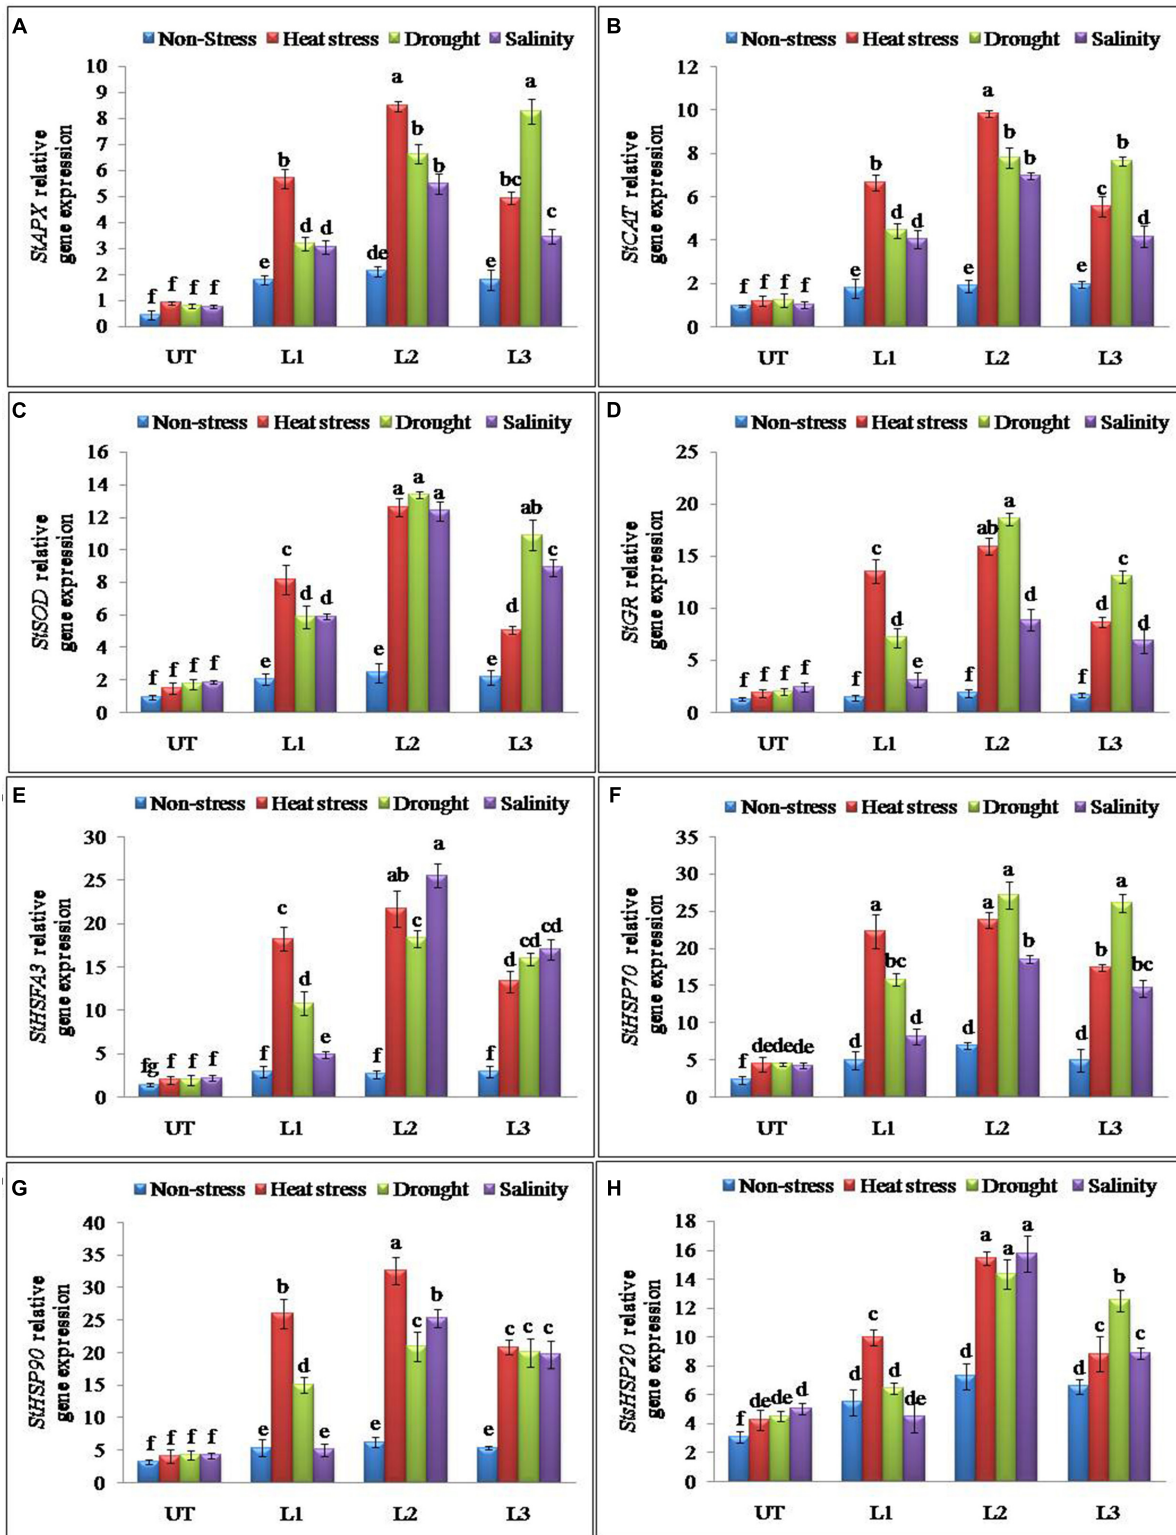 A
Non-Stress Heat stress Drought Salinity
StAPX relative
gene expression
10
9
8
7
6
5
4
3
2
1
0
f f f f
e b d d
de a b b
e bc a c
UT L1 L2 L3
B
Non-stress Heat stress Drought Salinity
StCAT relative
gene expression
12
10
8
6
4
2
0
f f f f
e b d d
e a b b
e c b d
UT L1 L2 L3
C
Non-stress Heat stress Drought Salinity
StSOD relative
gene expression
16
14
12
10
8
6
4
2
0
f f f f
e c d d
e a a a
e d ab c
UT L1 L2 L3
D
Non-stress Heat stress Drought Salinity
StGR relative
gene expression
25
20
15
10
5
0
f f f f
f c d e
f ab a d
f d c d
UT L1 L2 L3
E
Non-stress Heat stress Drought Salinity
StHSFA3 relative
gene expression
30
25
20
15
10
5
0
fg f f f
f c d e
f ab c a
f d cd cd
UT L1 L2 L3
F
Non-stress Heat stress Drought Salinity
StHSP70 relative
gene expression
35
30
25
20
15
10
5
0
f de de de
d a bc d
d a a b
d b a bc
UT L1 L2 L3
G
Non-stress Heat stress Drought Salinity
StHSP90 relative
gene expression
40
35
30
25
20
15
10
5
0
f f f f
e b d e
e a c b
e c c c
UT L1 L2 L3
H
Non-stress Heat stress Drought Salinity
StsHSP20 relative
gene expression
18
16
14
12
10
8
6
4
2
0
f de de d
d c d de
d a a a
d c b c
UT L1 L2 L3